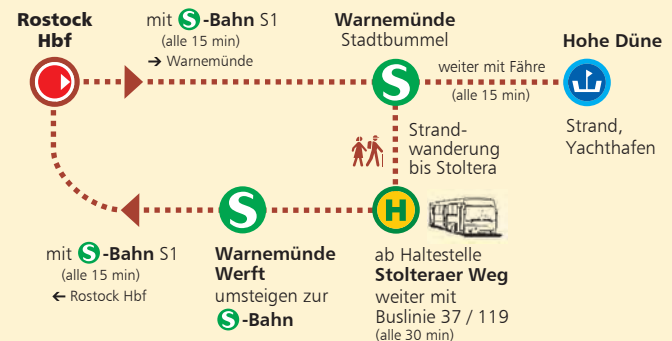 Rostock
Hbf
mit S-Bahn S1
(alle 15 min)
➔ Warnemünde
Warnemünde
Stadtbummel
S
weiter mit Fähre
(alle 15 min)
Hohe Düne
Strand,
Yachthafen
Strand-
wanderung
bis Stoltera
H
ab Haltestelle
Stolteraer Weg
weiter mit
Buslinie 37 / 119
(alle 30 min)
S
Warnemünde
Werft
umsteigen zur
S-Bahn
mit S-Bahn S1
(alle 15 min)
← Rostock Hbf